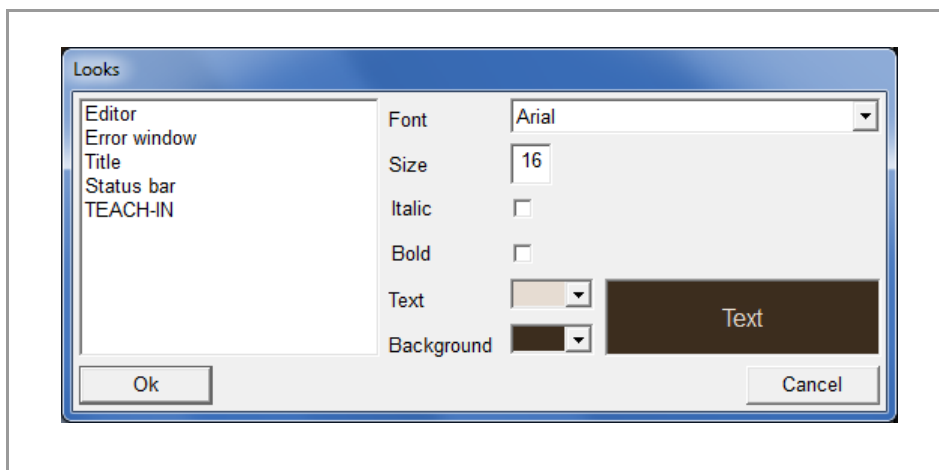 Looks
Editor
Error window
Title
Status bar
TEACH-IN
Font
Arial
Size
16
Italic
Bold
Text
Background
Text
Ok
Cancel